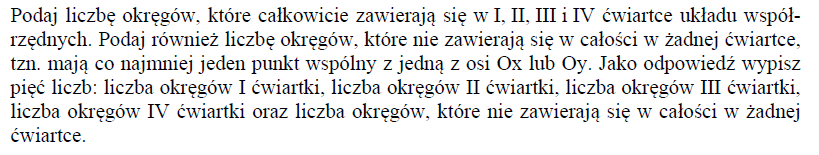 Podaj liczbę okręgów, które całkowicie zawierają się w I, II, III i IV ćwiartce układu współ-
rzędnych. Podaj również liczbę okręgów, które nie zawierają się w całości w żadnej ćwiartce,
tzn. mają co najmniej jeden punkt wspólny z jedną z osi Ox lub Oy. Jako odpowiedź wypisz
pięć liczb: liczba okręgów I ćwiartki, liczba okręgów II ćwiartki, liczba okręgów III ćwiartki,
liczba okręgów IV ćwiartki oraz liczba okręgów, które nie zawierają się w całości w żadnej
ćwiartce.